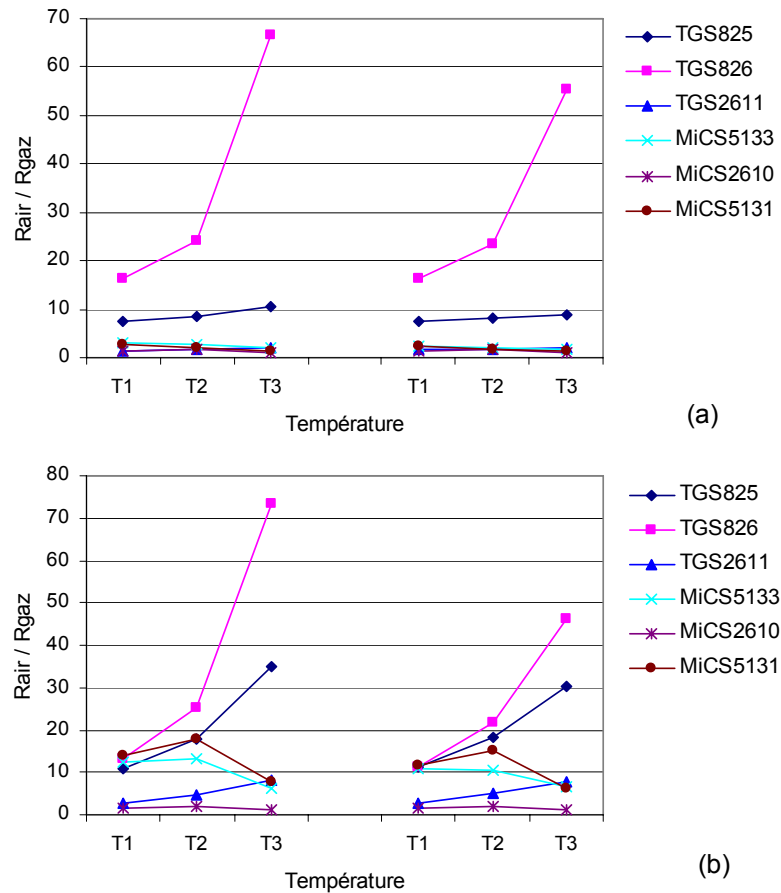 70
60
50
40
30
20
10
0
Rair / Rgaz
T1 T2 T3 T1 T2 T3
Température
TGS825
TGS826
TGS2611
MiCS5133
MiCS2610
MiCS5131
(a)
80
70
60
50
40
30
20
10
0
Rair / Rgaz
T1 T2 T3 T1 T2 T3
Température
TGS825
TGS826
TGS2611
MiCS5133
MiCS2610
MiCS5131
(b)